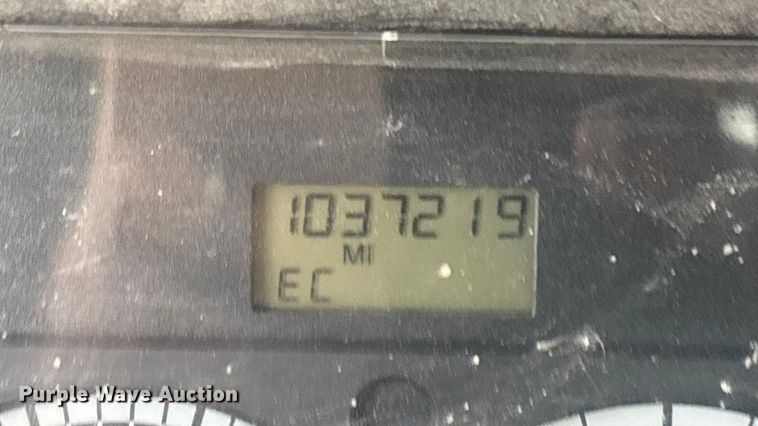 1037219
MI
EC
Purple Wave Auction